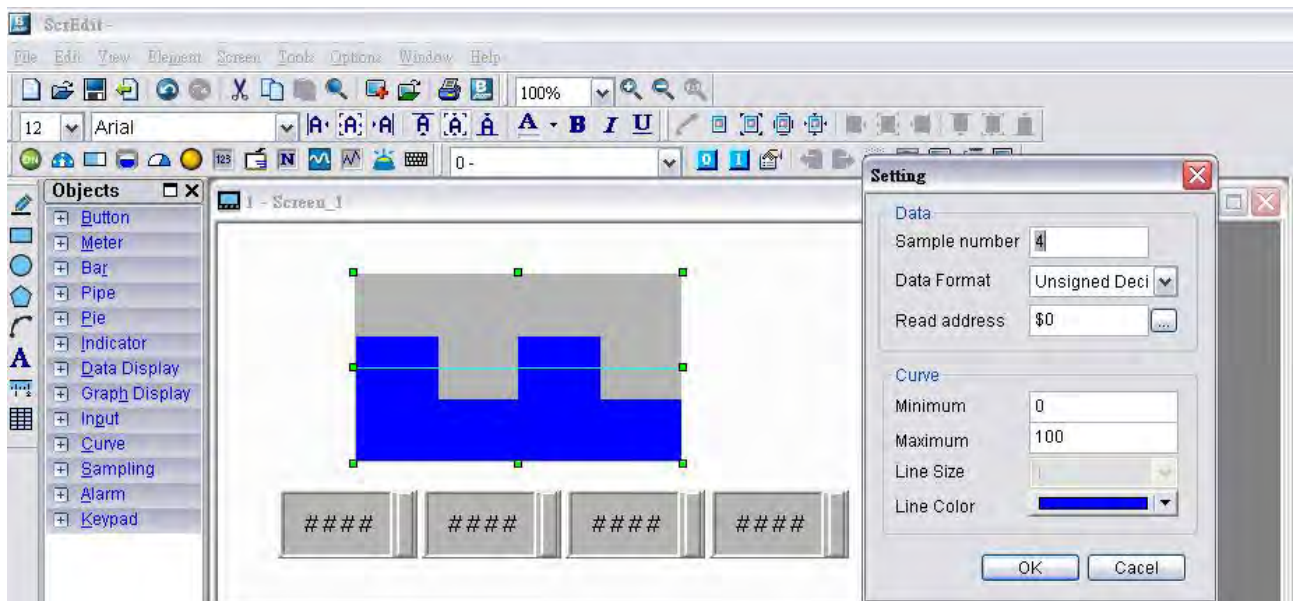 ScrEdit -
File Edit View Element Screen Tools Options Window Help
100%
12 Arial A B I U
0 -
Objects
Button
Meter
Bar
Pipe
Pie
Indicator
Data Display
Graph Display
Input
Curve
Sampling
Alarm
Keypad
1 - Screen_1
####
####
####
####
Setting
Data
Sample number 4
Data Format Unsigned Deci
Read address $0 ...
Curve
Minimum 0
Maximum 100
Line Size
Line Color
OK Cacel